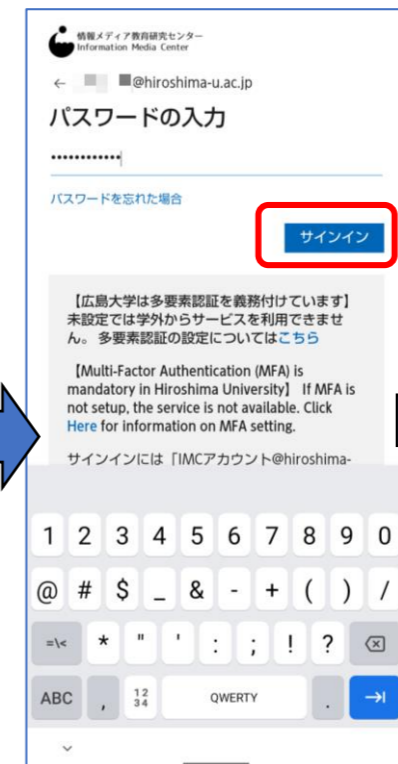 情報メディア教育研究センター
Information Media Center
← @hiroshima-u.ac.jp
パスワードの入力
••••••••••••
パスワードを忘れた場合
サインイン
【広島大学は多要素認証を義務付けています】
未設定では学外からサービスを利用できませ
ん。 多要素認証の設定についてはこちら
【Multi-Factor Authentication (MFA) is
mandatory in Hiroshima University】 If MFA is
not setup, the service is not available. Click
Here for information on MFA setting.
サインインには「IMCアカウント@hiroshima-
1 2 3 4 5 6 7 8 9 0
@ # $ _ & - + ( ) /
=\< * " ' : ; ! ?
ABC , 12 34 QWERTY .